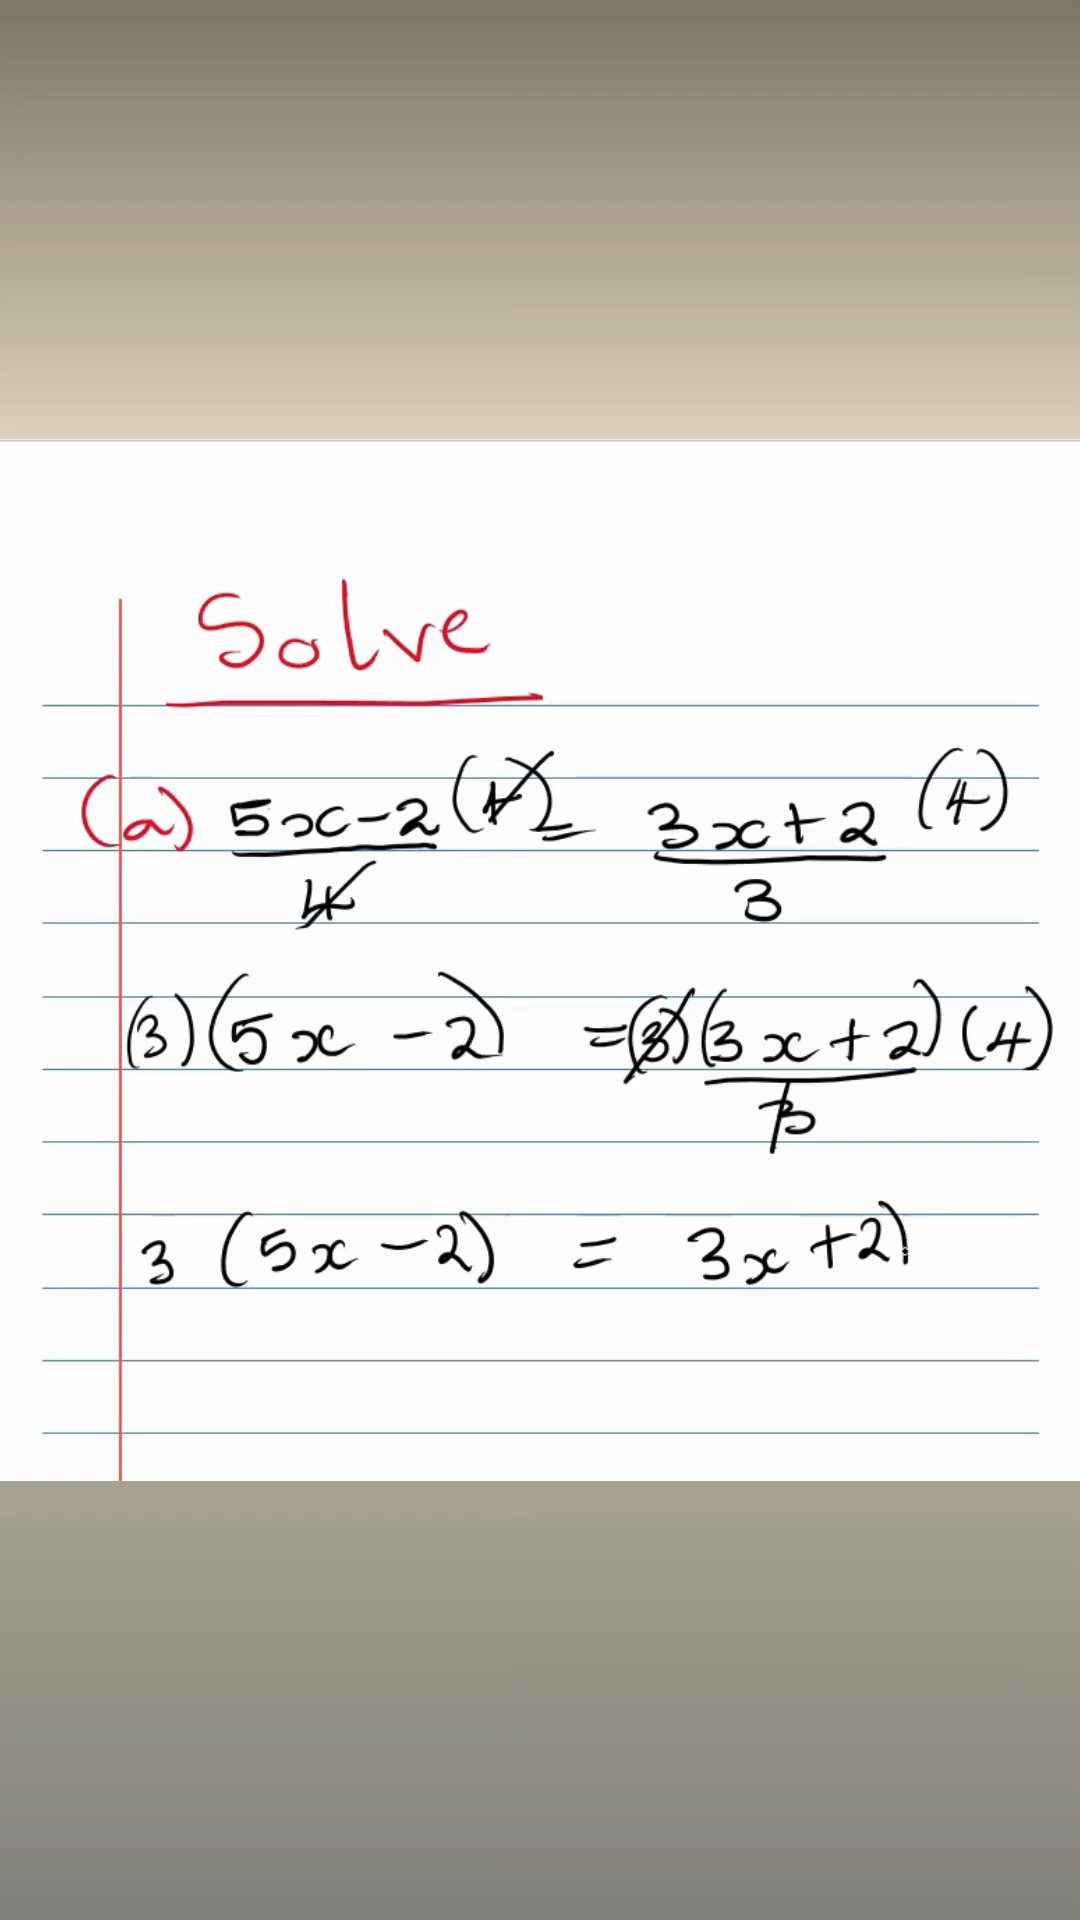 Solve
(a) 5x-2 (4) = 3x+2 (4)
4 3
(3)(5x-2) = (3)(3x+2)(4)
3
3 (5x-2) = 3x+2)